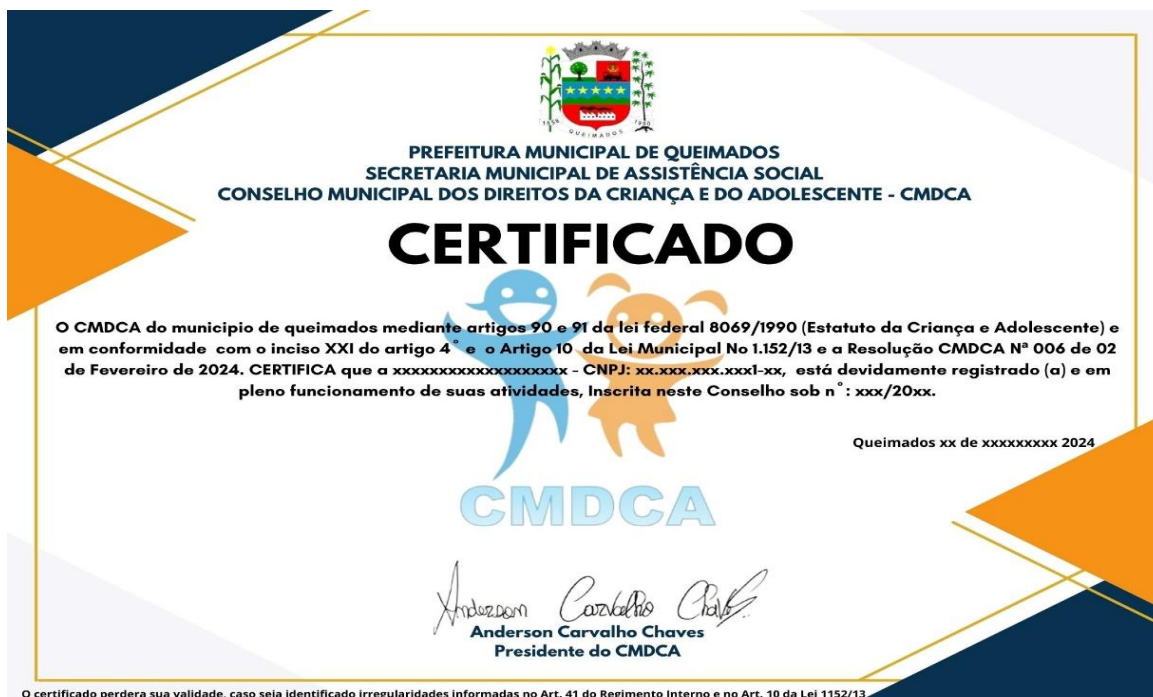 1858 QUEIMADOS 1990
PREFEITURA MUNICIPAL DE QUEIMADOS
SECRETARIA MUNICIPAL DE ASSISTÊNCIA SOCIAL
CONSELHO MUNICIPAL DOS DIREITOS DA CRIANÇA E DO ADOLESCENTE - CMDCA
CERTIFICADO
O CMDCA do municipio de queimados mediante artigos 90 e 91 da lei federal 8069/1990 (Estatuto da Criança e Adolescente) e
em conformidade com o inciso XXI do artigo 4° e o Artigo 10 da Lei Municipal No 1.152/13 e a Resolução CMDCA Nª 006 de 02
de Fevereiro de 2024. CERTIFICA que a xxxxxxxxxxxxxxxxxxx - CNPJ: xx.xxx.xxx.xxx1-xx, está devidamente registrado (a) e em
pleno funcionamento de suas atividades, Inscrita neste Conselho sob n°: xxx/20xx.
Queimados xx de xxxxxxxxx 2024
CMDCA
Anderson Carvalho Chaves
Anderson Carvalho Chaves
Presidente do CMDCA
O certificado perdera sua validade, caso seja identificado irregularidades informadas no Art. 41 do Regimento Interno e no Art. 10 da Lei 1152/13